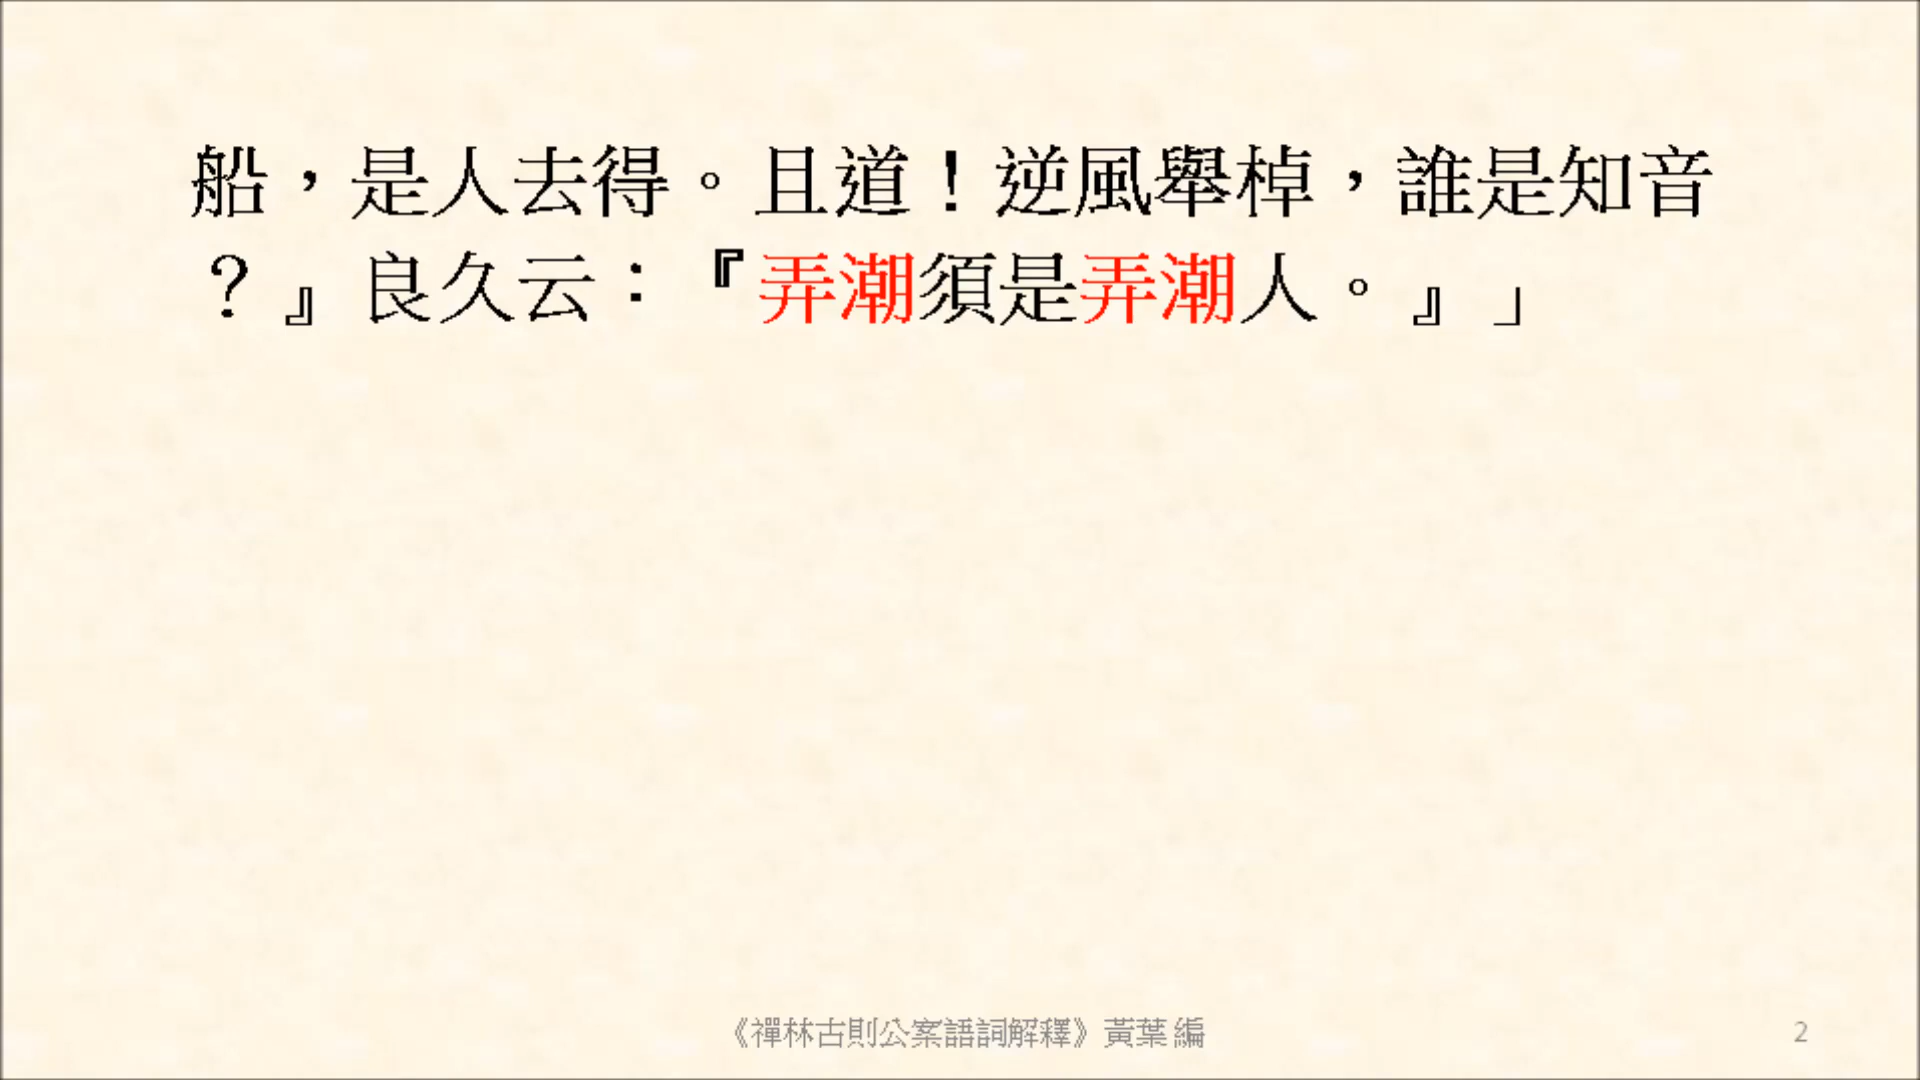 船，是人去得。且道！逆風舉棹，誰是知音
？』良久云：『弄潮須是弄潮人。』」
《禪林古則公案語詞解釋》黃葉 編
2